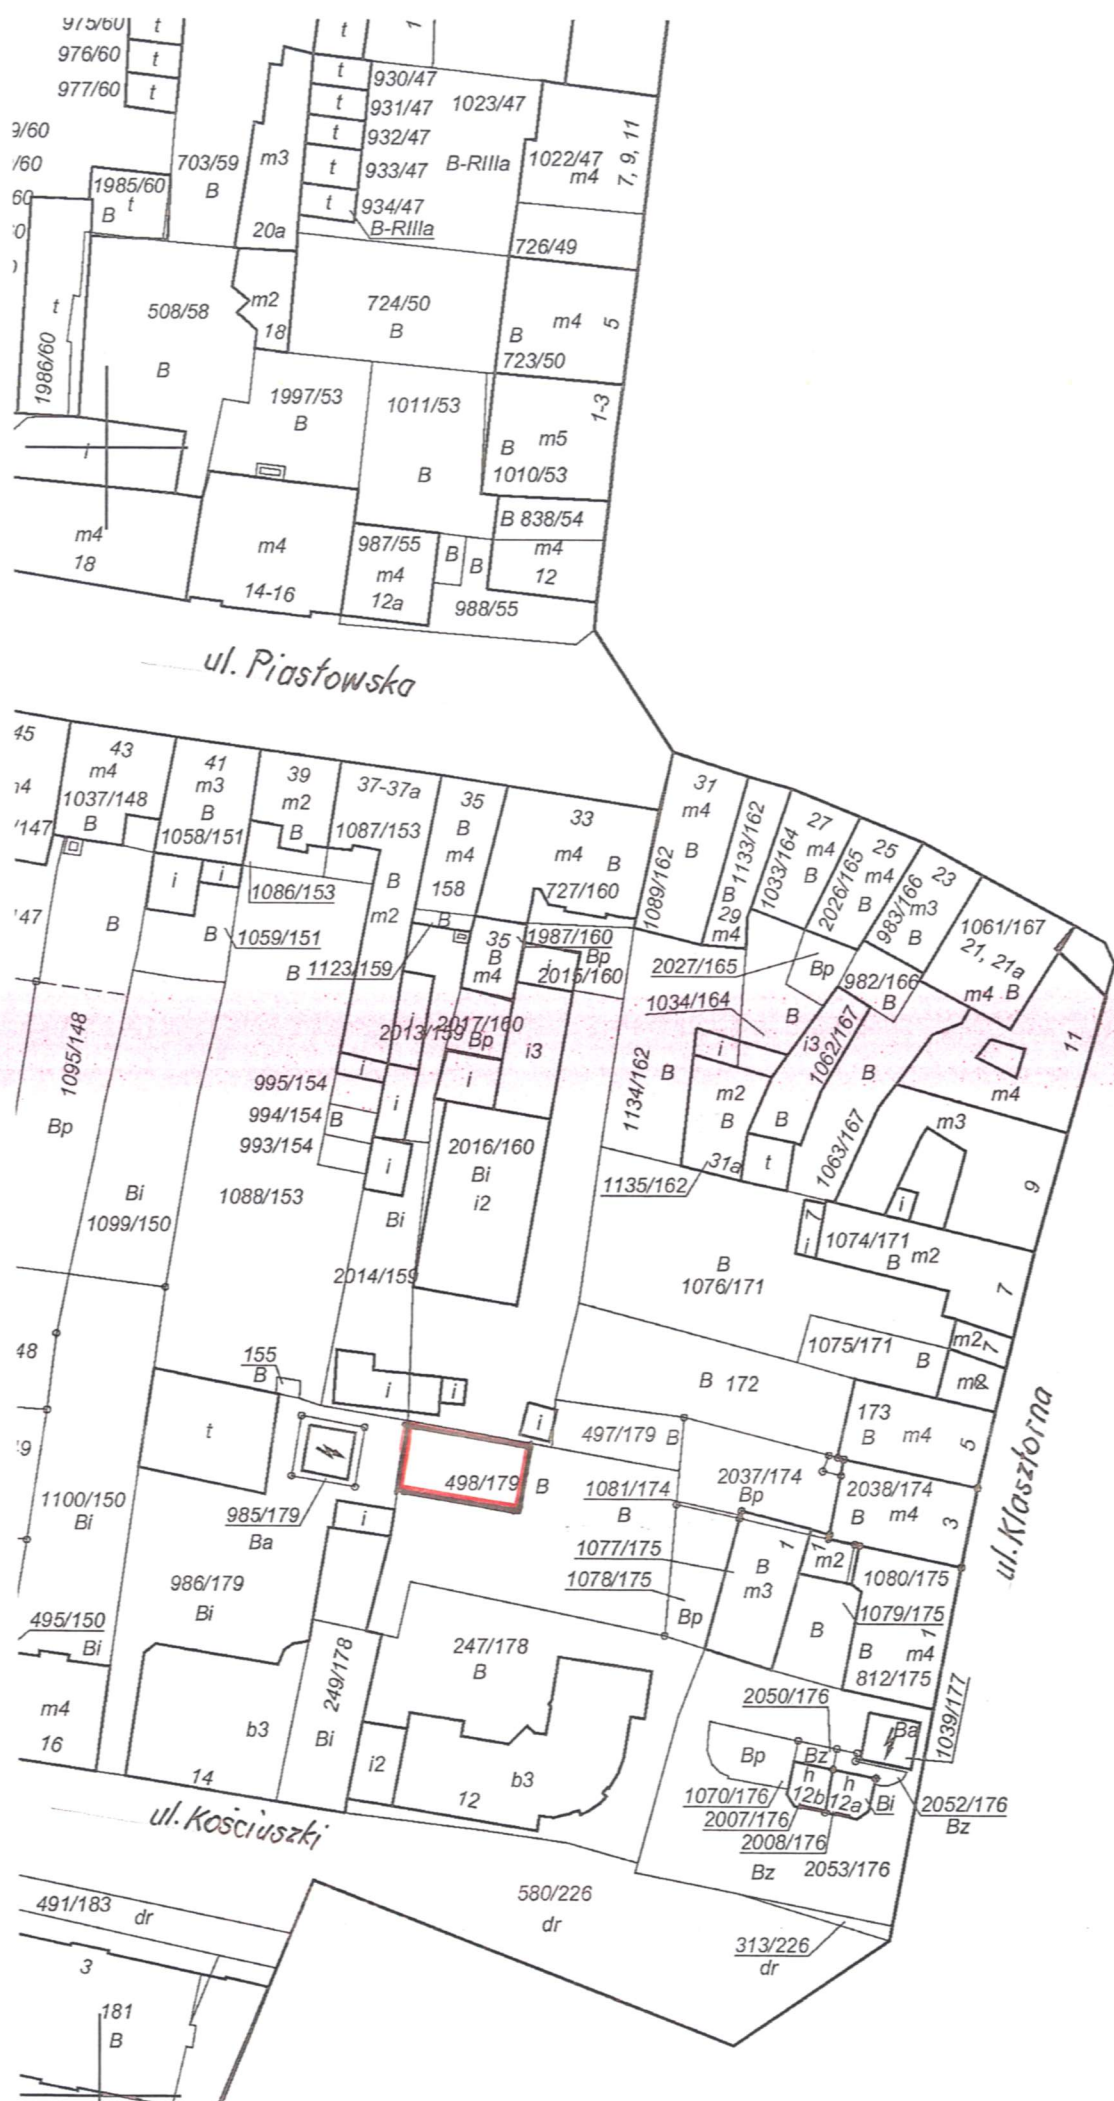 975/60
t
t
976/60
t
977/60
t
t
930/47
t
931/47
1023/47
t
932/47
t
933/47
B-RIIIa
t
934/47
B-RIIIa
1022/47
m4
7, 9, 11
9/60
703/59
B
m3
20a
1985/60
t
B
726/49
t
1986/60
508/58
B
m2
18
724/50
B
m4
5
B
723/50
1997/53
B
1011/53
B
1-3
m5
B
1010/53
i
B 838/54
m4
12
m4
18
m4
14-16
987/55
m4
12a
B
B
988/55
ul. Piastowska
45
43
m4
1037/148
B
41
m3
B
1058/151
39
m2
B
37-37a
1087/153
B
m2
35
B
m4
158
B
33
m4
B
727/160
31
m4
B
1089/162
1133/162
B
29
m4
1033/164
27
m4
B
2026/165
25
m4
B
983/166
23
m3
B
1061/167
21, 21a
m4 B
/147
147
i
i
1086/153
B
B
1059/151
B
1123/159
35
B
m4
1987/160
Bp
i
2015/160
2027/165
Bp
982/166
B
1034/164
B
1095/148
Bp
2013/159
2017/160
Bp
i
i3
1134/162
B
i
m2
B
31a
i3
1062/167
B
B
t
1063/167
11
m4
m3
9
i
i
995/154
994/154
B
993/154
i
i
2016/160
Bi
i2
1135/162
1088/153
Bi
1099/150
Bi
2014/159
7
i
1074/171
B m2
7
B
1076/171
1075/171
B
m2
7
48
155
B
i
i
i
B 172
173
B
m4
5
ul. Klasztorna
t
497/179
B
498/179
B
2037/174
Bp
1081/174
B
2038/174
B
m4
3
1100/150
Bi
985/179
Ba
i
1077/175
B
m3
1
1
m2
1080/175
1078/175
Bp
1079/175
B
1
B
m4
812/175
986/179
Bi
495/150
Bi
249/178
Bi
247/178
B
2050/176
1039/177
Ba
m4
16
b3
14
i2
b3
12
Bp
Bz
h
12b
h
12a
Bi
1070/176
2007/176
2008/176
2052/176
Bz
Bz
2053/176
ul. Kościuszki
491/183
dr
580/226
dr
313/226
dr
3
181
B